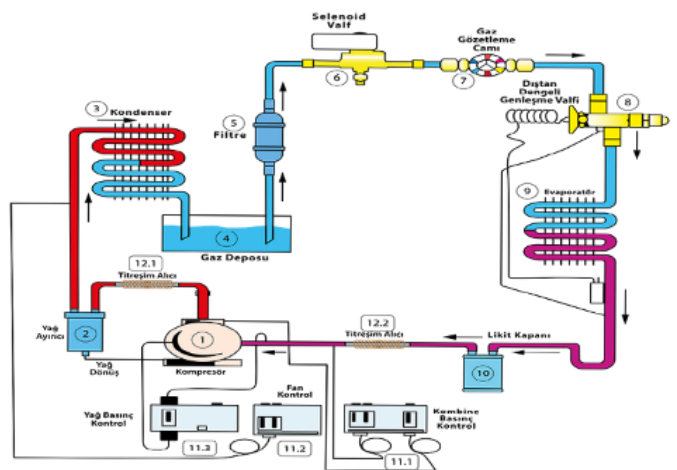 Selenoid
Valf
6
Gaz
Gözetleme
Camı
7
Dıştan
Dengeli
Genleşme Valfi
8
3 Kondenser
5
Filtre
9 Evaporatör
4
Gaz Deposu
12.1
Titreşim Alıcı
Yağ
Ayırıcı
2
1
12.2
Titreşim Alıcı
Likit Kapanı
Yağ
Dönüş
Kompresör
10
Fan
Kontrol
Kombine
Basınç
Kontrol
Yağ Basınç
Kontrol
11.3
11.2
11.1